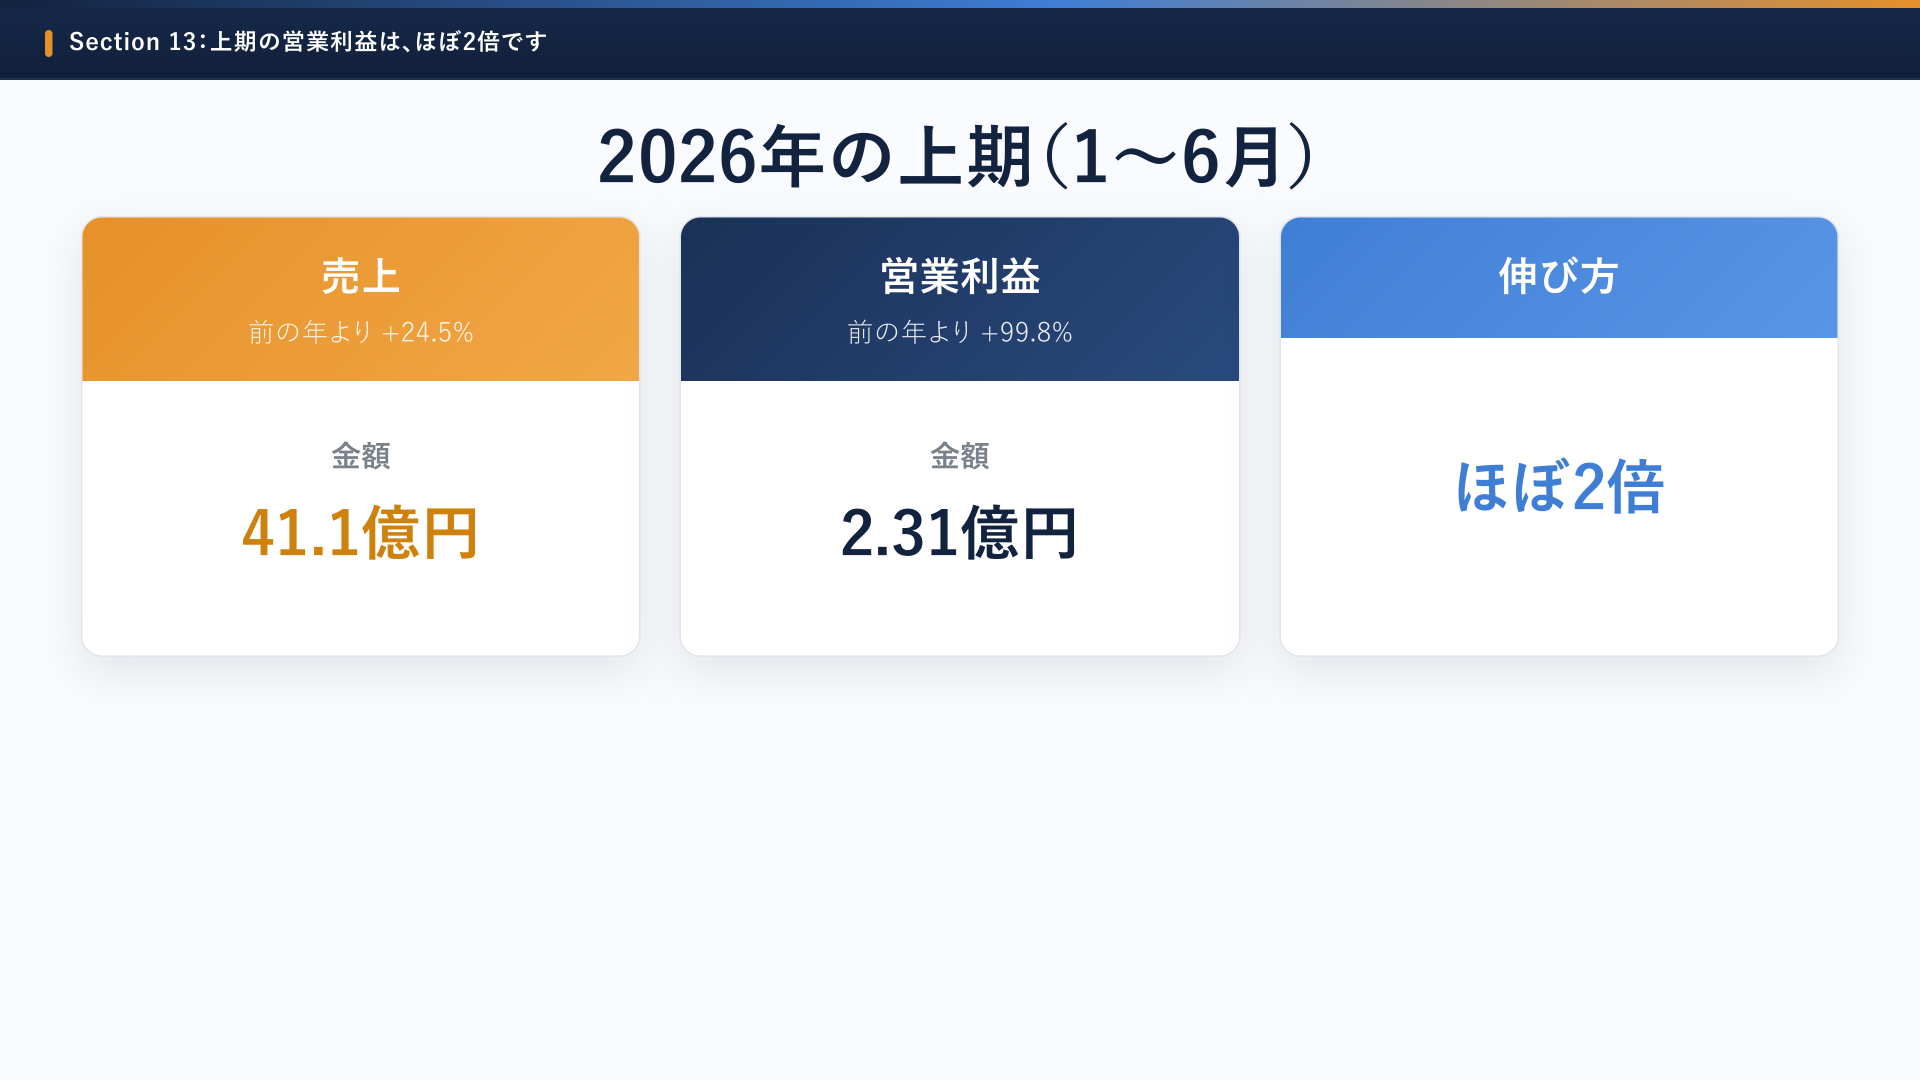 Section 13：上期の営業利益は、ほぼ2倍です
2026年の上期（1〜6月）
売上
前の年より +24.5%
金額
41.1億円
営業利益
前の年より +99.8%
金額
2.31億円
伸び方
ほぼ2倍